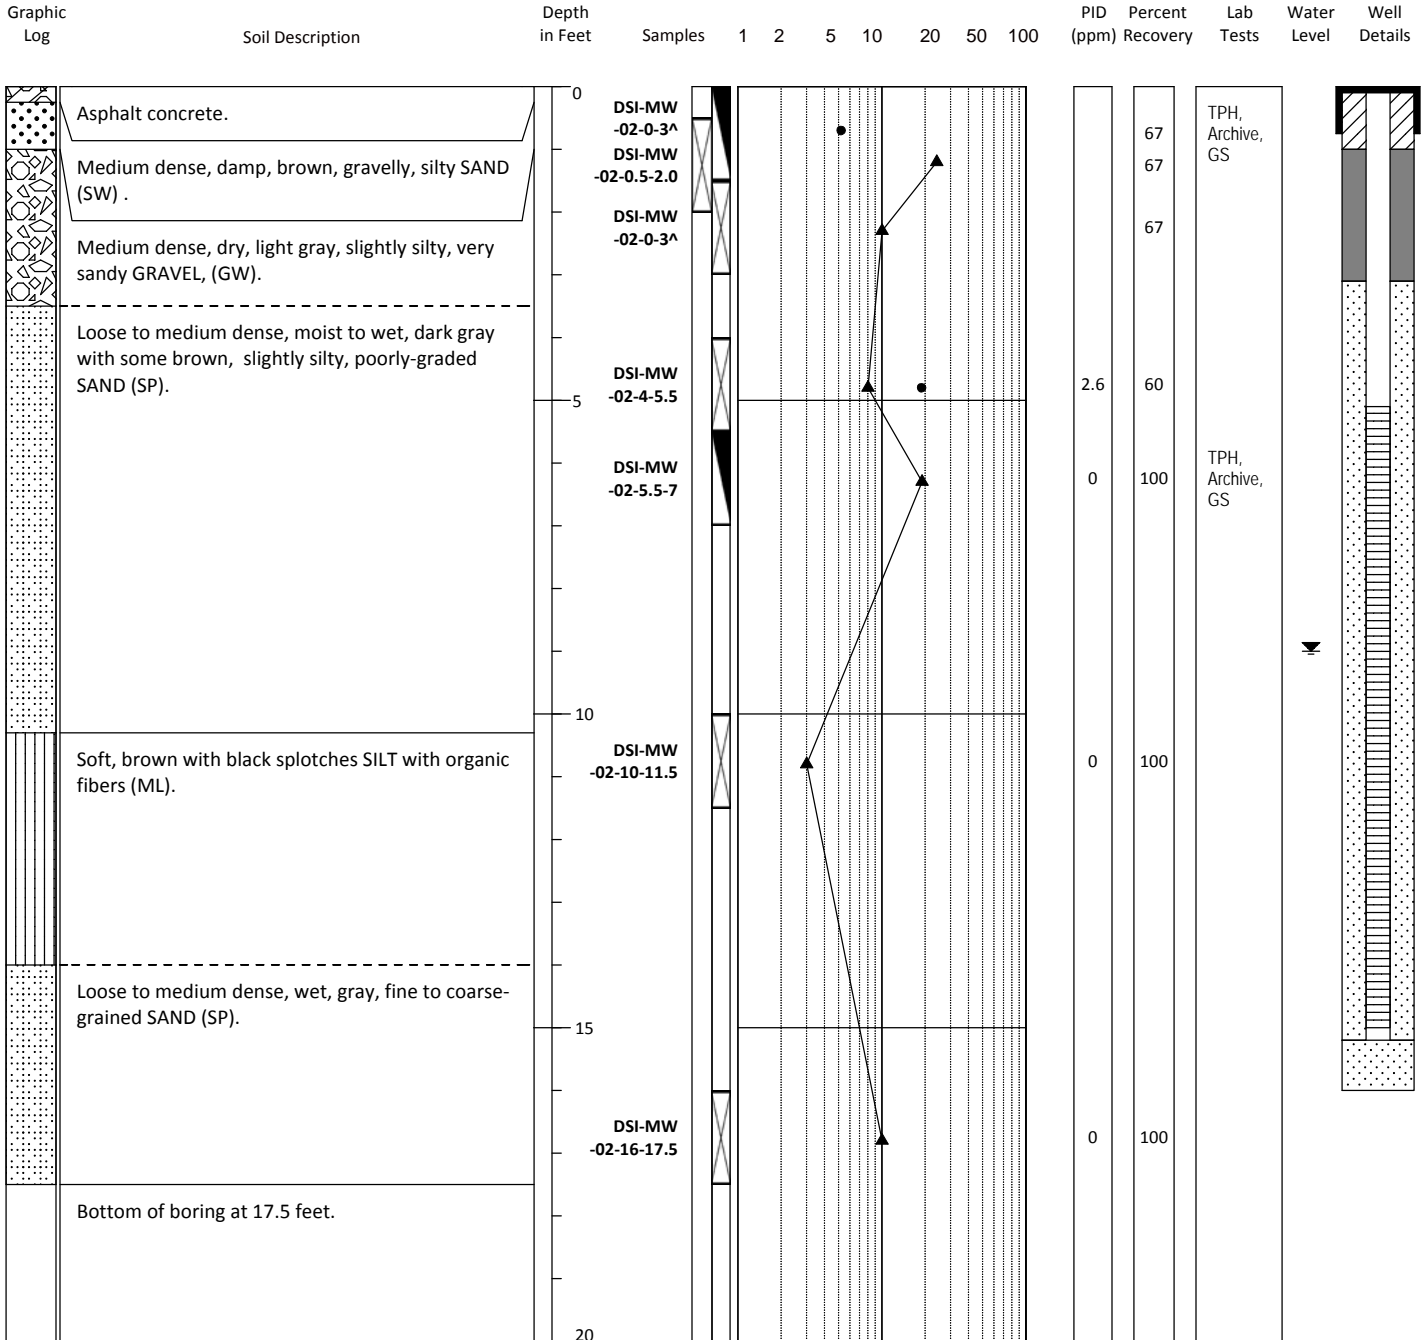 Graphic Log
Soil Description
Depth in Feet
Samples
1 2 5 10 20 50 100
PID (ppm)
Percent Recovery
Lab Tests
Water Level
Well Details
0
Asphalt concrete.
DSI-MW
-02-0-3^
67
TPH,
Archive,
GS
DSI-MW
-02-0.5-2.0
67
Medium dense, damp, brown, gravelly, silty SAND
(SW) .
DSI-MW
-02-0-3^
67
Medium dense, dry, light gray, slightly silty, very
sandy GRAVEL, (GW).
Loose to medium dense, moist to wet, dark gray
with some brown, slightly silty, poorly-graded
SAND (SP).
DSI-MW
-02-4-5.5
2.6
60
5
DSI-MW
-02-5.5-7
0
100
TPH,
Archive,
GS
10
Soft, brown with black splotches SILT with organic
fibers (ML).
DSI-MW
-02-10-11.5
0
100
Loose to medium dense, wet, gray, fine to coarse-
grained SAND (SP).
15
DSI-MW
-02-16-17.5
0
100
Bottom of boring at 17.5 feet.
20